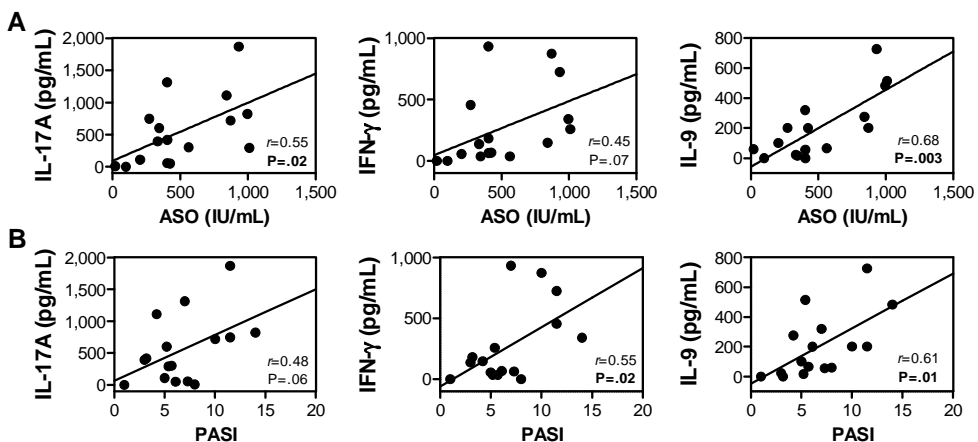 A
IL-17A (pg/mL)
2,000
1,500
1,000
500
0
0
500
1,000
1,500
ASO (IU/mL)
r=0.55
P=.02
IFN-γ (pg/mL)
1,000
500
0
0
500
1,000
1,500
ASO (IU/mL)
r=0.45
P=.07
IL-9 (pg/mL)
800
600
400
200
0
0
500
1,000
1,500
ASO (IU/mL)
r=0.68
P=.003
B
IL-17A (pg/mL)
2,000
1,500
1,000
500
0
0
5
10
15
20
PASI
r=0.48
P=.06
IFN-γ (pg/mL)
1,000
500
0
0
5
10
15
20
PASI
r=0.55
P=.02
IL-9 (pg/mL)
800
600
400
200
0
0
5
10
15
20
PASI
r=0.61
P=.01